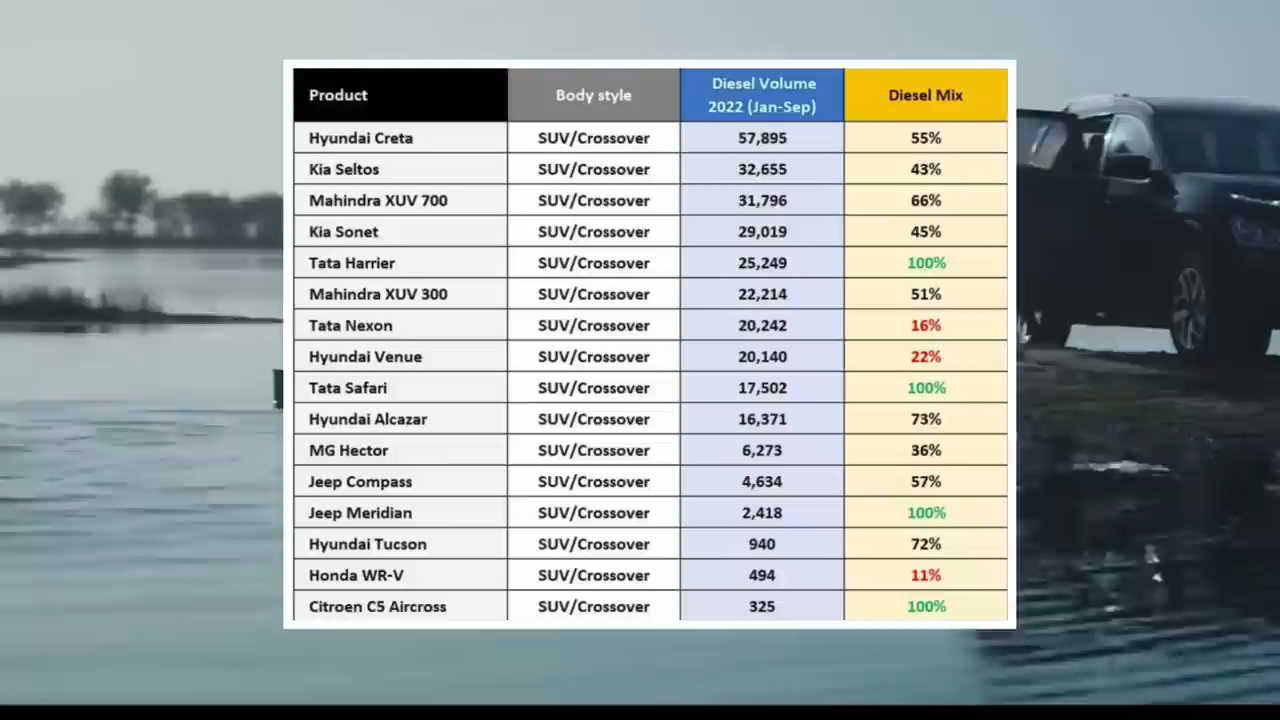 Product Body style Diesel Volume 2022 (Jan-Sep) Diesel Mix
Hyundai Creta SUV/Crossover 57,895 55%
Kia Seltos SUV/Crossover 32,655 43%
Mahindra XUV 700 SUV/Crossover 31,796 66%
Kia Sonet SUV/Crossover 29,019 45%
Tata Harrier SUV/Crossover 25,249 100%
Mahindra XUV 300 SUV/Crossover 22,214 51%
Tata Nexon SUV/Crossover 20,242 16%
Hyundai Venue SUV/Crossover 20,140 22%
Tata Safari SUV/Crossover 17,502 100%
Hyundai Alcazar SUV/Crossover 16,371 73%
MG Hector SUV/Crossover 6,273 36%
Jeep Compass SUV/Crossover 4,634 57%
Jeep Meridian SUV/Crossover 2,418 100%
Hyundai Tucson SUV/Crossover 940 72%
Honda WR-V SUV/Crossover 494 11%
Citroen C5 Aircross SUV/Crossover 325 100%